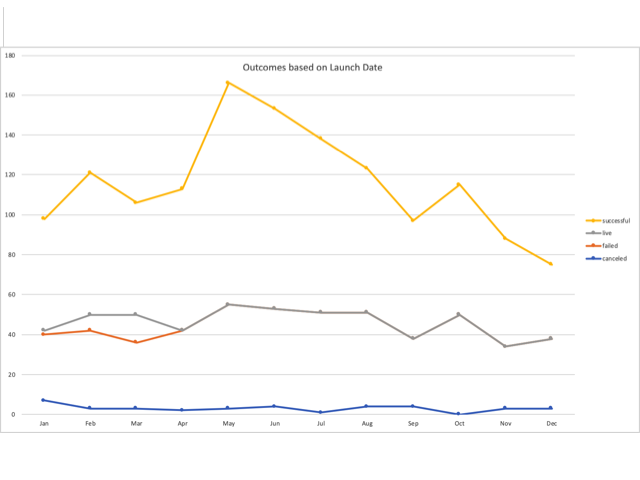 Outcomes based on Launch Date
180
160
140
120
100
80
60
40
20
0
Jan Feb Mar Apr May Jun Jul Aug Sep Oct Nov Dec
successful
live
failed
canceled